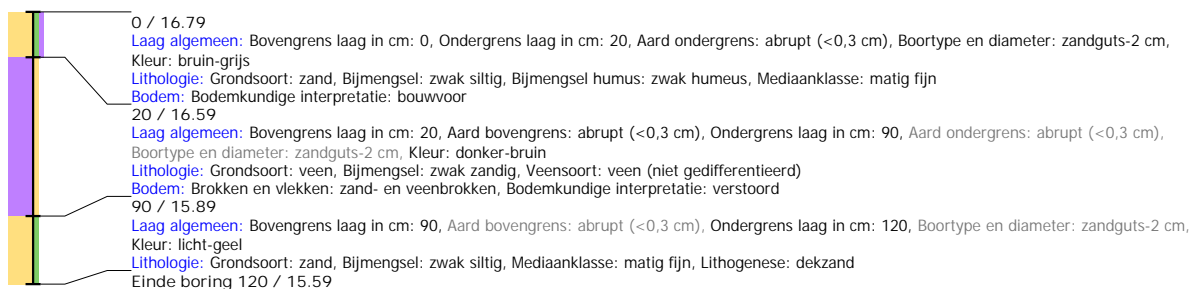 0 / 16.79
Laag algemeen: Bovengrens laag in cm: 0, Ondergrens laag in cm: 20, Aard ondergrens: abrupt (<0,3 cm), Boortype en diameter: zandguts-2 cm,
Kleur: bruin-grijs
Lithologie: Grondsoort: zand, Bijmengsel: zwak siltig, Bijmengsel humus: zwak humeus, Mediaanklasse: matig fijn
Bodem: Bodemkundige interpretatie: bouwvoor
20 / 16.59
Laag algemeen: Bovengrens laag in cm: 20, Aard bovengrens: abrupt (<0,3 cm), Ondergrens laag in cm: 90, Aard ondergrens: abrupt (<0,3 cm),
Boortype en diameter: zandguts-2 cm, Kleur: donker-bruin
Lithologie: Grondsoort: veen, Bijmengsel: zwak zandig, Veensoort: veen (niet gedifferentieerd)
Bodem: Brokken en vlekken: zand- en veenbrokken, Bodemkundige interpretatie: verstoord
90 / 15.89
Laag algemeen: Bovengrens laag in cm: 90, Aard bovengrens: abrupt (<0,3 cm), Ondergrens laag in cm: 120, Boortype en diameter: zandguts-2 cm,
Kleur: licht-geel
Lithologie: Grondsoort: zand, Bijmengsel: zwak siltig, Mediaanklasse: matig fijn, Lithogenese: dekzand
Einde boring 120 / 15.59